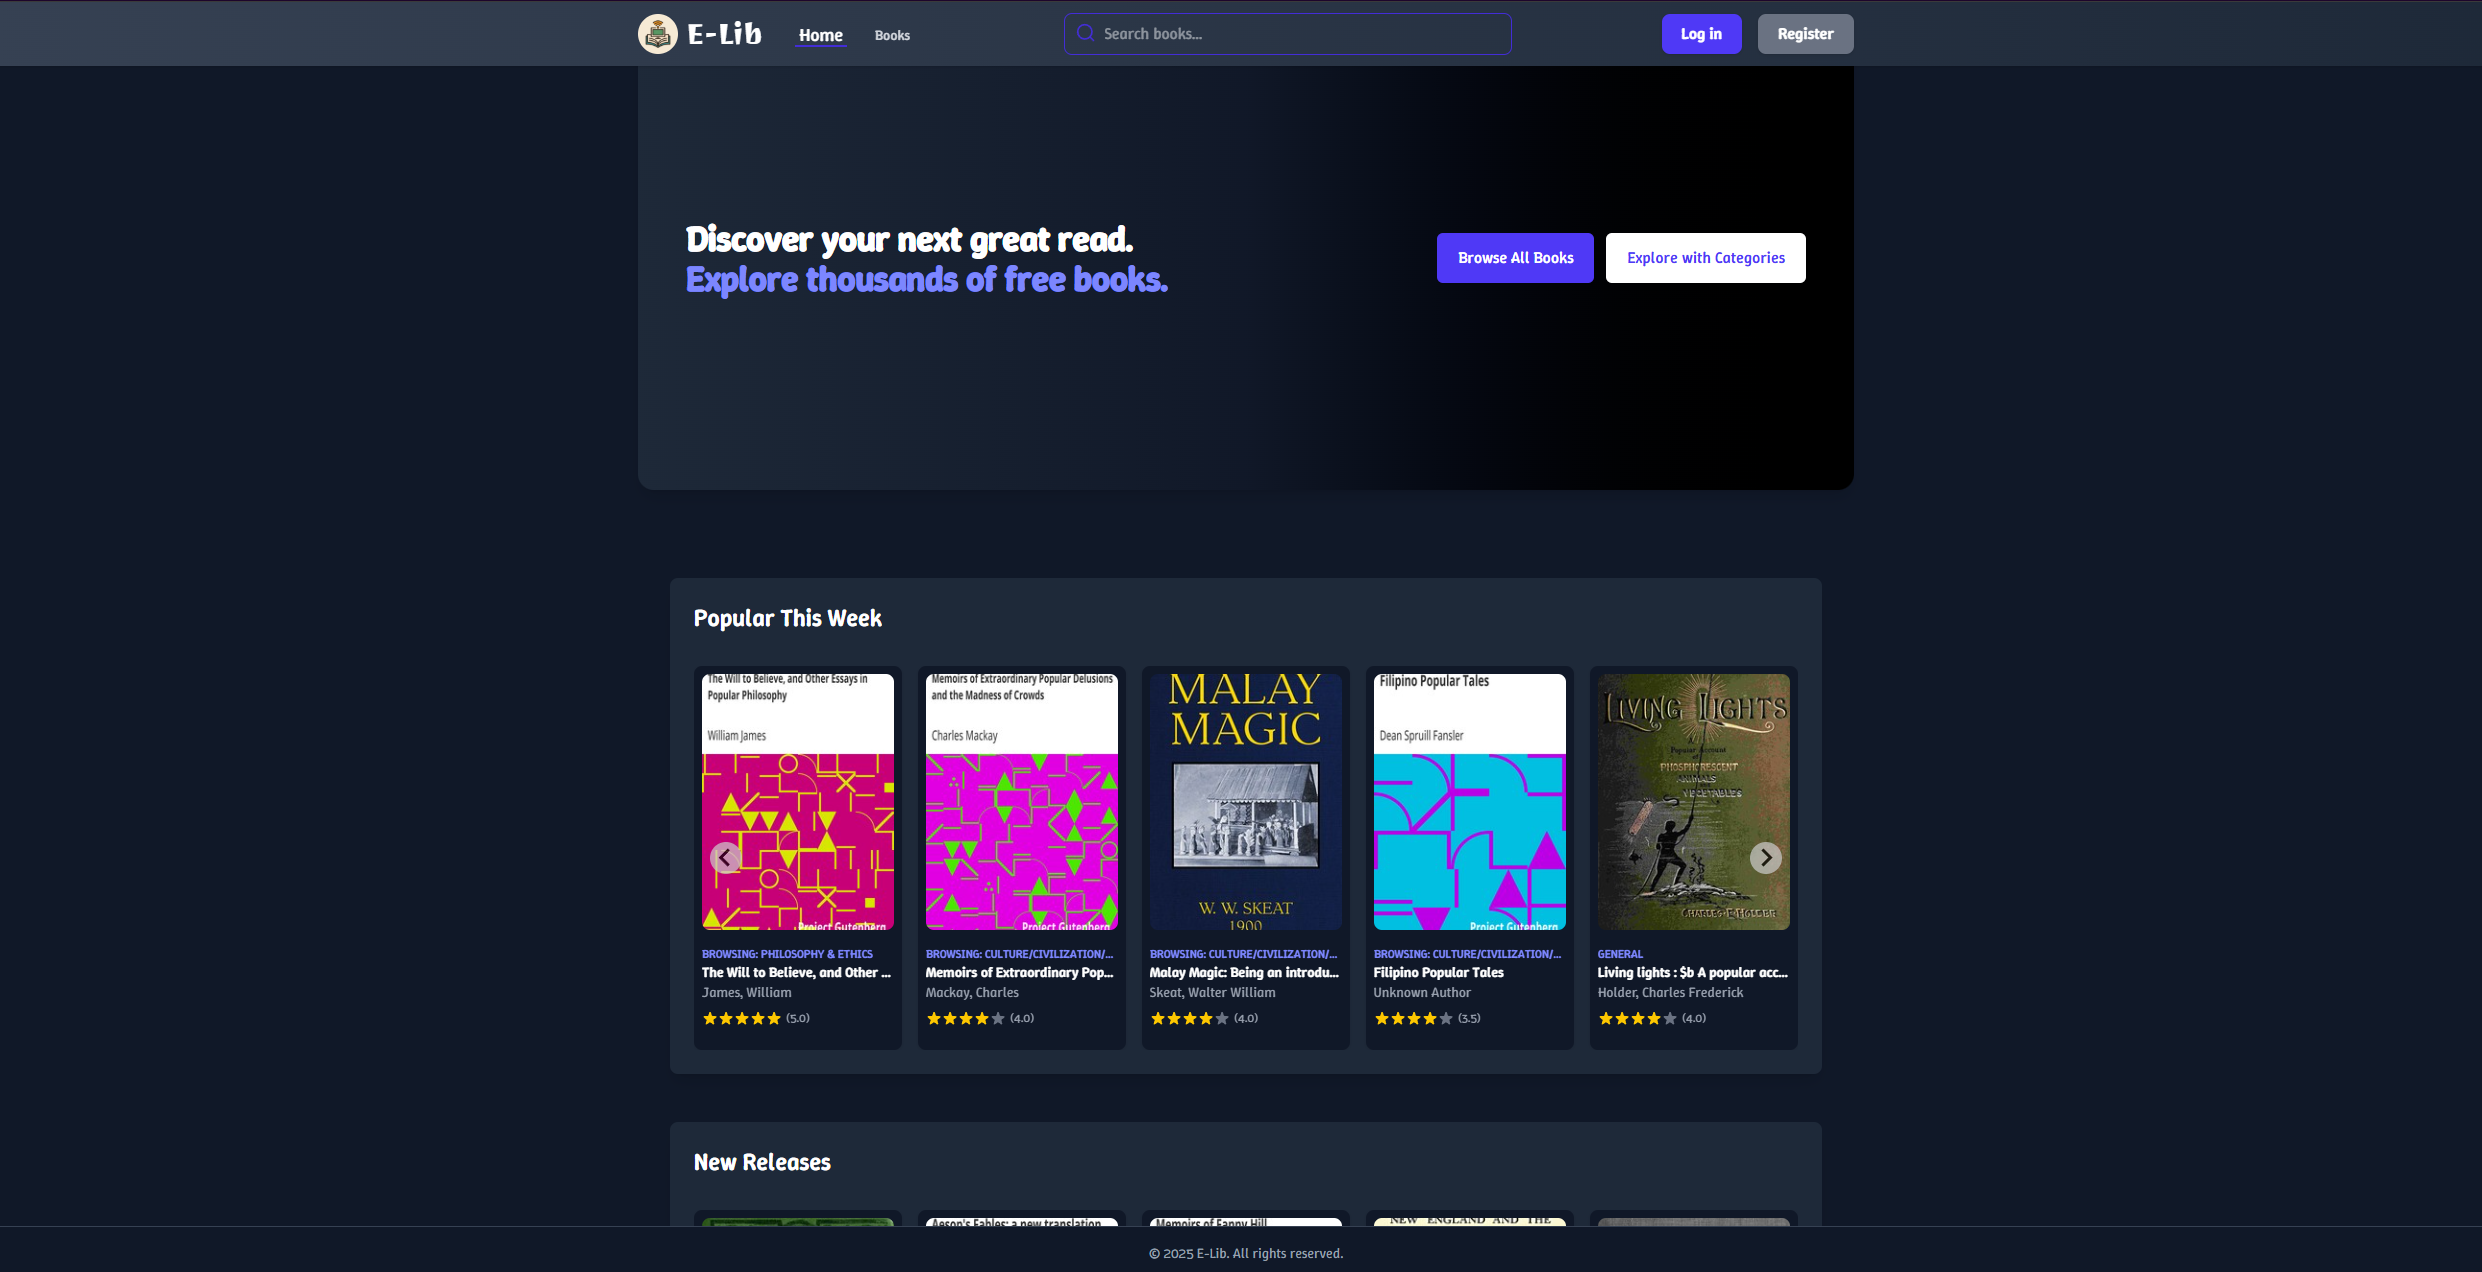 E-Lib
Home
Books
Search books...
Log in
Register
Discover your next great read.
Explore thousands of free books.
Browse All Books
Explore with Categories
Popular This Week
The Will to Believe, and Other Essays in
Popular Philosophy
William James
Project Gutenberg
BROWSING: PHILOSOPHY & ETHICS
The Will to Believe, and Other ...
James, William
(5.0)
Memoirs of Extraordinary Popular Delusions
and the Madness of Crowds
Charles Mackay
Project Gutenberg
BROWSING: CULTURE/CIVILIZATION/...
Memoirs of Extraordinary Pop...
Mackay, Charles
(4.0)
MALAY
MAGIC
W. W. SKEAT
1900
BROWSING: CULTURE/CIVILIZATION/...
Malay Magic: Being an introdu...
Skeat, Walter William
(4.0)
Filipino Popular Tales
Dean Spruill Fansler
Project Gutenberg
BROWSING: CULTURE/CIVILIZATION/...
Filipino Popular Tales
Unknown Author
(3.5)
LIVING LIGHTS
A
Popular Account
PHOSPHORESCENT
ANIMALS
VEGETABLES
CHARLES·F·HOLDER
GENERAL
Living lights : $b A popular acc...
Holder, Charles Frederick
(4.0)
New Releases
Aesop's Fables; a new translation
Memoirs of Fanny Hill
NEW ENGLAND AND THE
© 2025 E-Lib. All rights reserved.